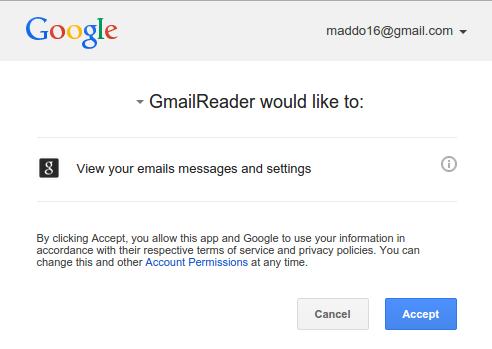 Google
maddo16@gmail.com
GmailReader would like to:
g
View your emails messages and settings
i
By clicking Accept, you allow this app and Google to use your information in
accordance with their respective terms of service and privacy policies. You can
change this and other Account Permissions at any time.
Cancel
Accept